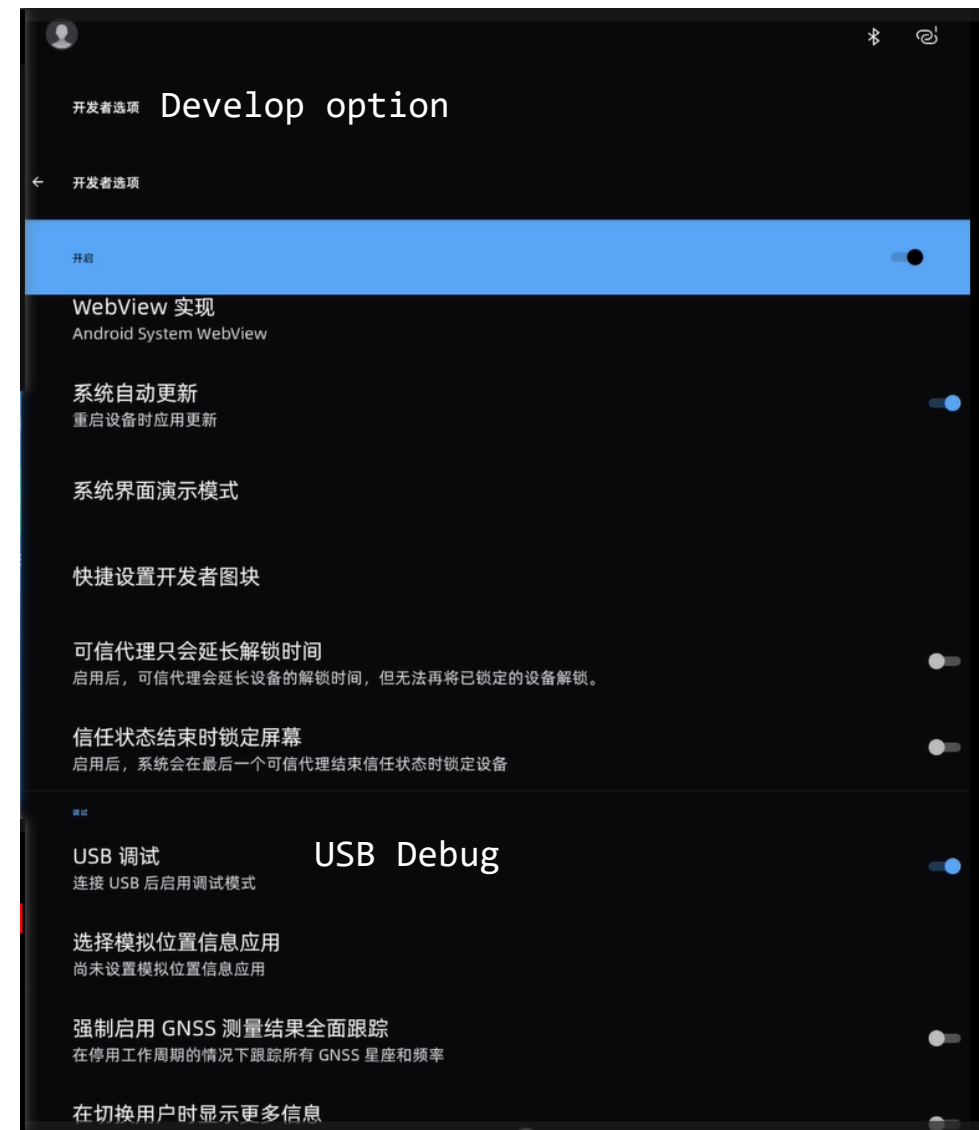 开发者选项 Develop option
开发者选项
开启
WebView 实现
Android System WebView
系统自动更新
重启设备时应用更新
系统界面演示模式
快捷设置开发者图块
可信代理只会延长解锁时间
启用后，可信代理会延长设备的解锁时间，但无法再将已锁定的设备解锁。
信任状态结束时锁定屏幕
启用后，系统会在最后一个可信代理结束信任状态时锁定设备
调试
USB 调试 USB Debug
连接 USB 后启用调试模式
选择模拟位置信息应用
尚未设置模拟位置信息应用
强制启用 GNSS 测量结果全面跟踪
在停用工作周期的情况下跟踪所有 GNSS 星座和频率
在切换用户时显示更多信息